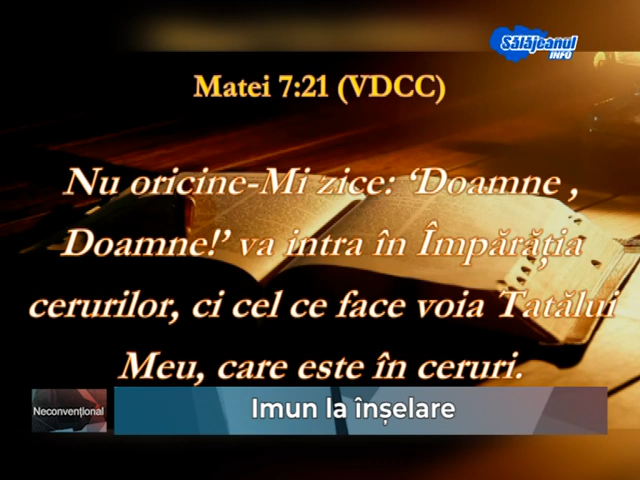 Sălăjeanul
INFO
Matei 7:21 (VDCC)
Nu oricine-Mi zice: ‘Doamne ,
Doamne!’ va intra în Împărăția
cerurilor, ci cel ce face voia Tatălui
Meu, care este în ceruri.
Neconvențional
Imun la înșelare